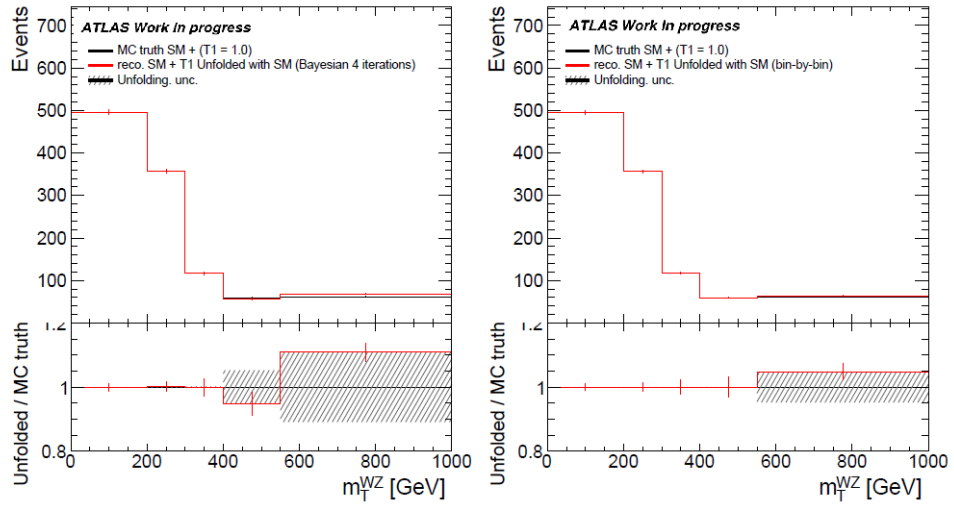 Events
ATLAS Work in progress
700
MC truth SM + (T1 = 1.0)
reco. SM + T1 Unfolded with SM (Bayesian 4 iterations)
Unfolding. unc.
600
500
400
300
200
100
Unfolded / MC truth
1.2
1
0.8
0 200 400 600 800 1000
m_T^WZ [GeV]
Events
ATLAS Work in progress
700
MC truth SM + (T1 = 1.0)
reco. SM + T1 Unfolded with SM (bin-by-bin)
Unfolding. unc.
600
500
400
300
200
100
Unfolded / MC truth
1.2
1
0.8
0 200 400 600 800 1000
m_T^WZ [GeV]